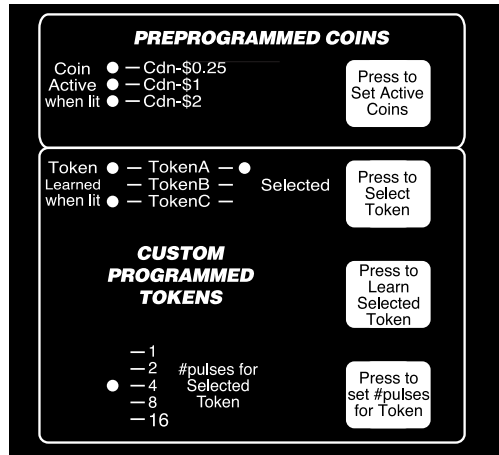 PREPROGRAMMED COINS
Coin
Active
when lit
Cdn-$0.25
Cdn-$1
Cdn-$2
Press to
Set Active
Coins
Token
Learned
when lit
TokenA
TokenB
TokenC
Selected
Press to
Select
Token
CUSTOM
PROGRAMMED
TOKENS
Press to
Learn
Selected
Token
1
2
4
8
16
#pulses for
Selected
Token
Press to
set #pulses
for Token